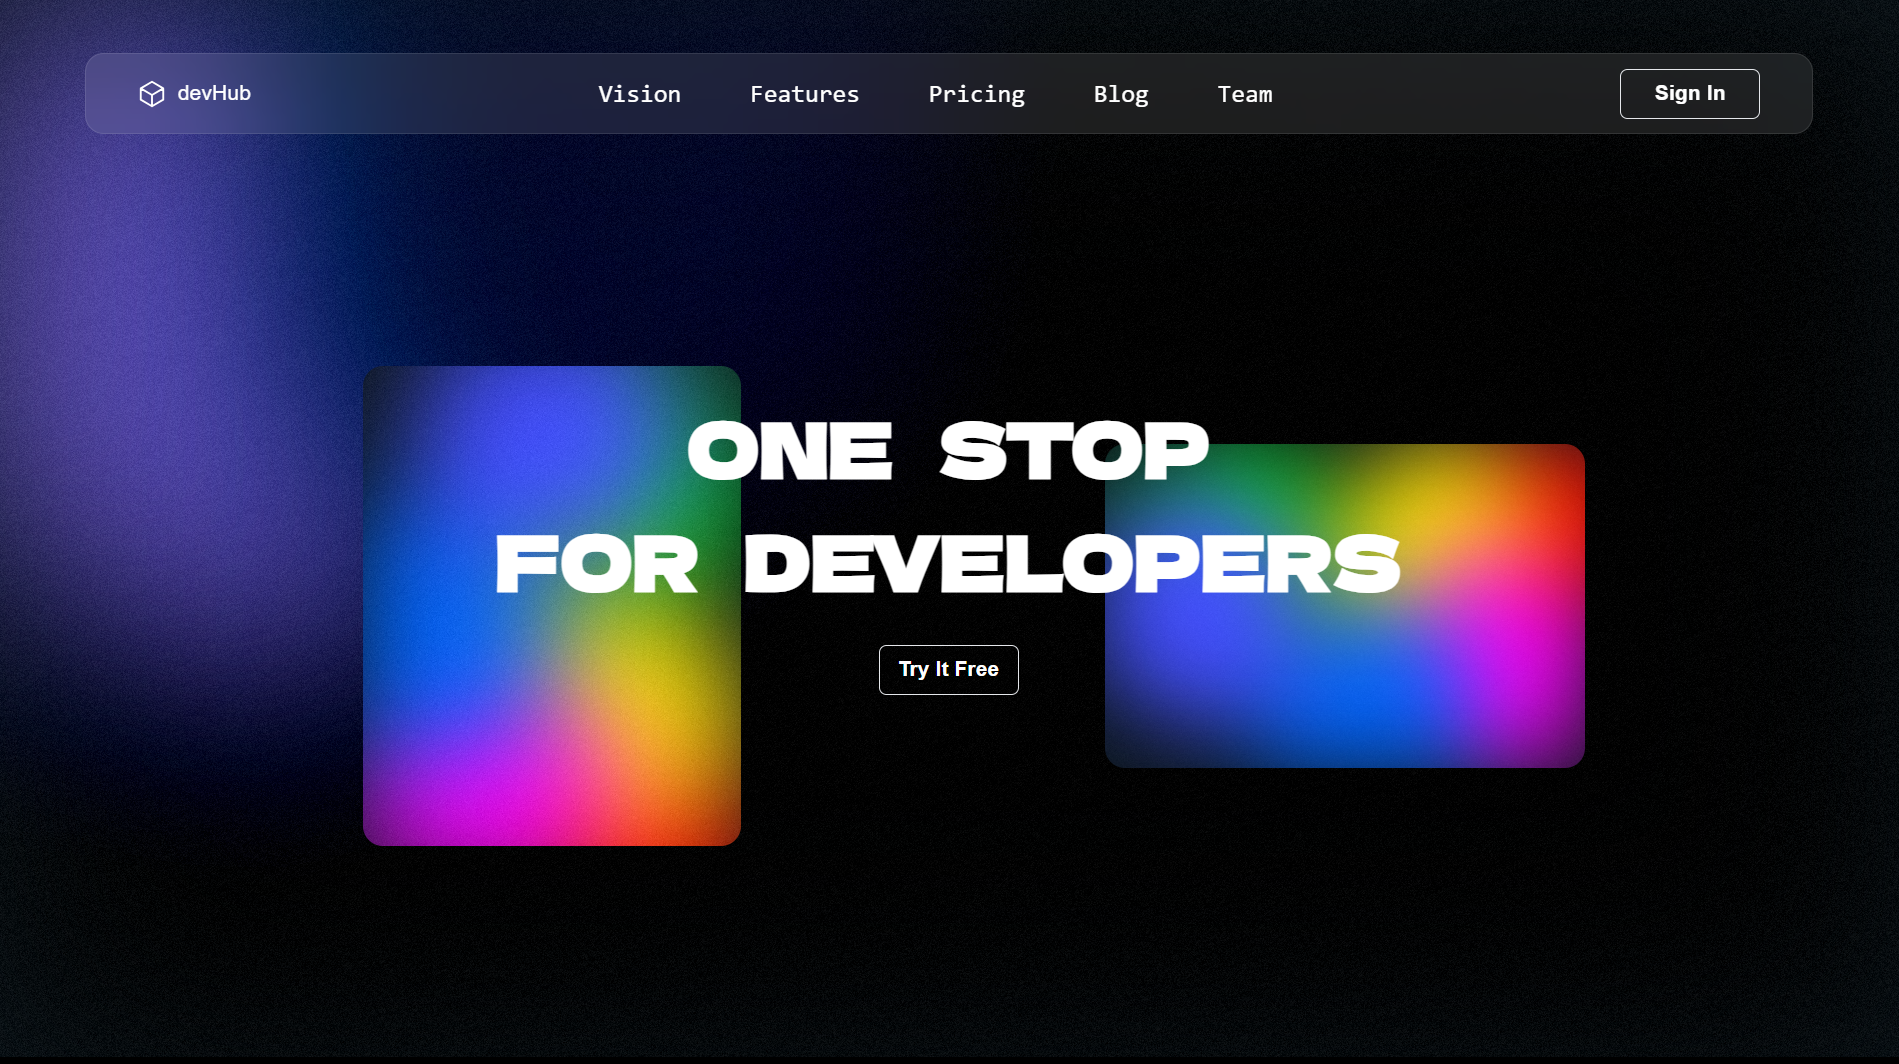 devHub
Vision Features Pricing Blog Team
Sign In
ONE STOP
FOR DEVELOPERS
Try It Free